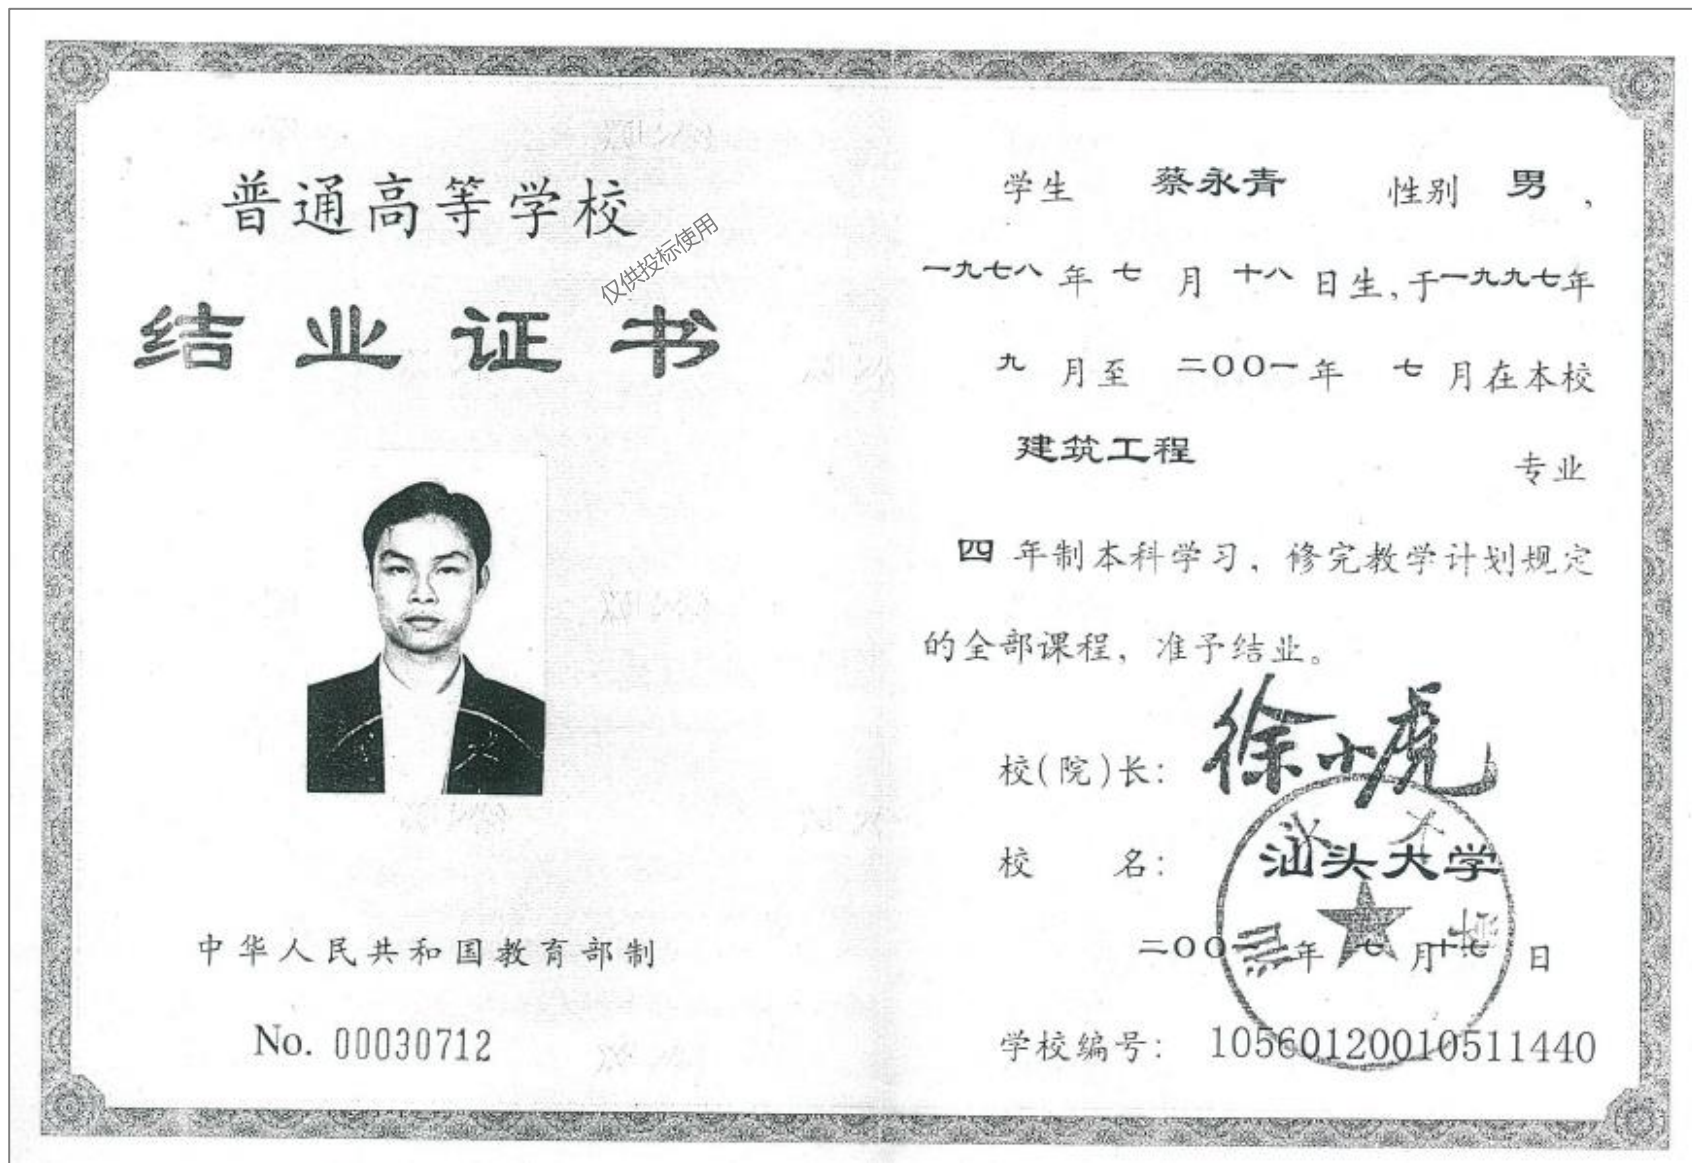 普通高等学校
结业证书
仅供投标使用
中华人民共和国教育部制
No. 00030712
学生 蔡永青 性别 男，
一九七八 年 七 月 十八 日生，于一九九七年
九 月至 二〇〇一 年 七 月在本校
建筑工程 专业
四 年制本科学习，修完教学计划规定
的全部课程，准予结业。
校(院)长： 徐小虎
校 名： 汕头大学
二〇〇 年 七 月 十七 日
学校编号： 10560120010511440